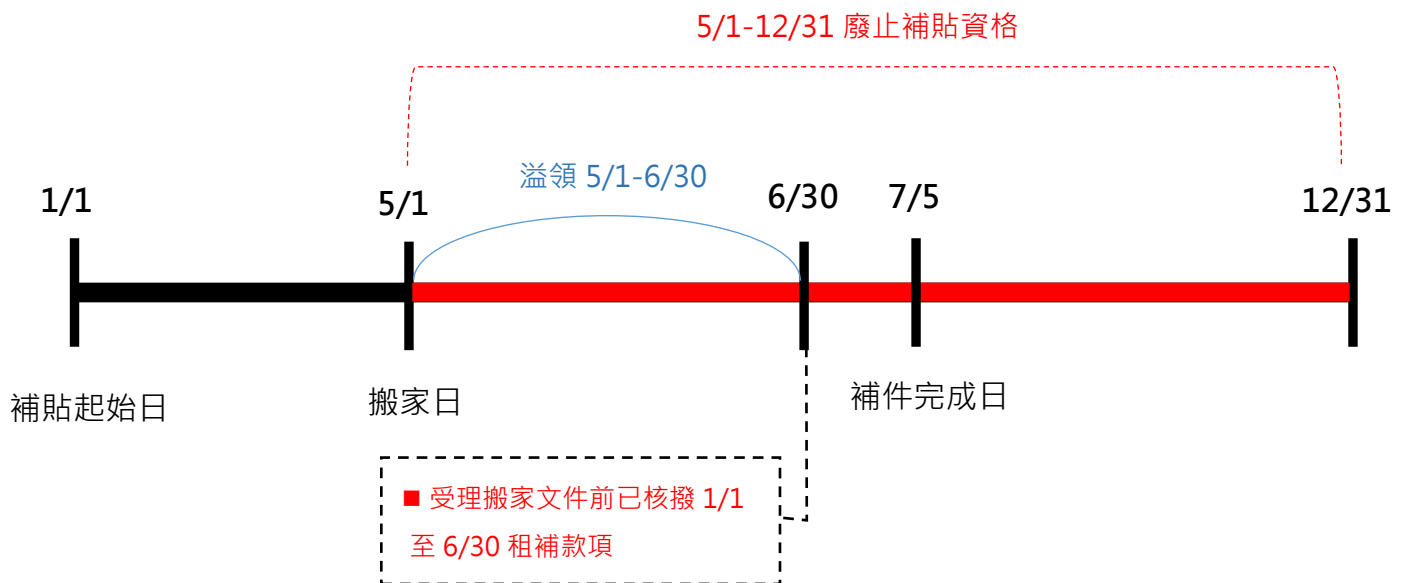 5/1-12/31 廢止補貼資格
溢領 5/1-6/30
1/1
5/1
6/30
7/5
12/31
補貼起始日
搬家日
補件完成日
■ 受理搬家文件前已核撥 1/1
至 6/30 租補款項